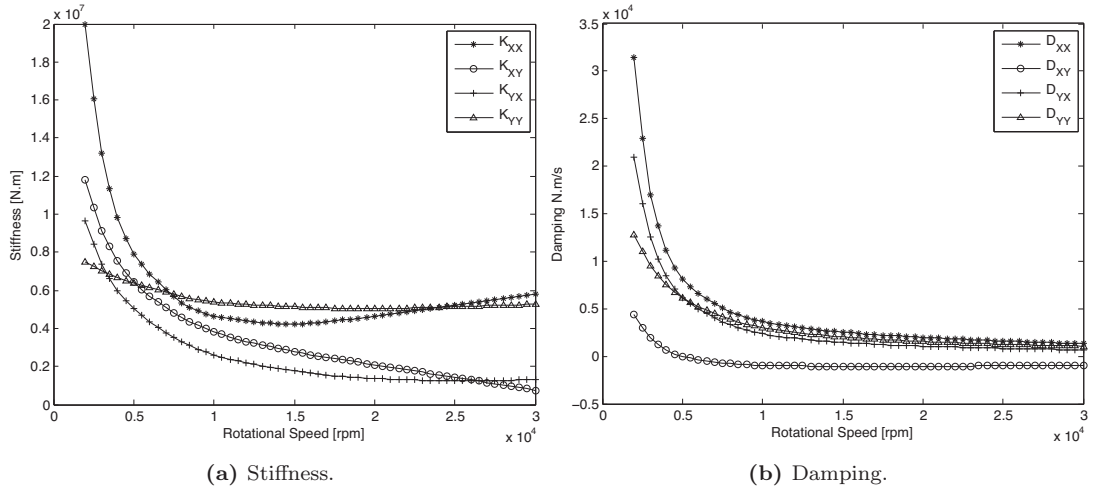 x 10^7
2
1.8
1.6
1.4
1.2
1
0.8
0.6
0.4
0.2
0
Stiffness [N.m]
K_XX
K_XY
K_YX
K_YY
0 0.5 1 1.5 2 2.5 3
Rotational Speed [rpm]
x 10^4
(a) Stiffness.
x 10^4
3.5
3
2.5
2
1.5
1
0.5
0
−0.5
Damping N.m/s
D_XX
D_XY
D_YX
D_YY
0 0.5 1 1.5 2 2.5 3
Rotational Speed [rpm]
x 10^4
(b) Damping.